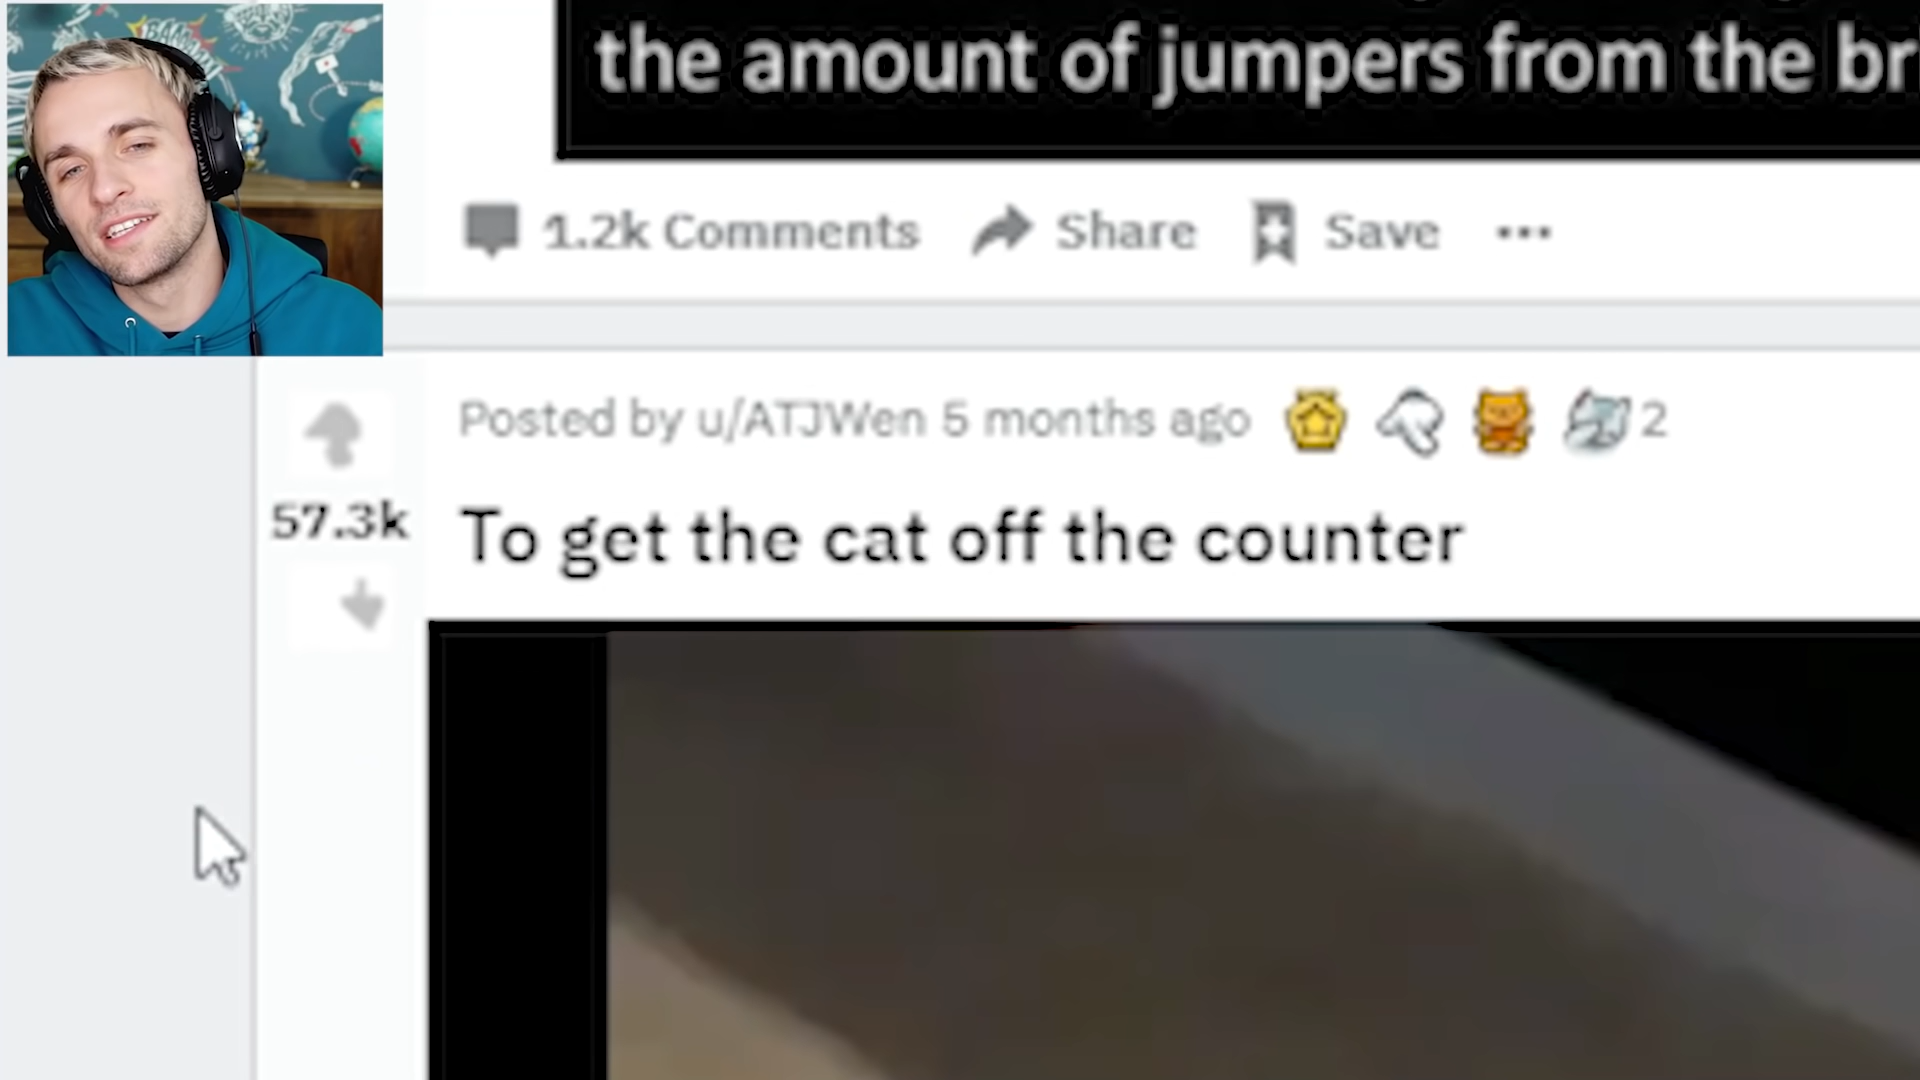 the amount of jumpers from the br
1.2k Comments Share Save ...
Posted by u/ATJWen 5 months ago 2
57.3k
To get the cat off the counter